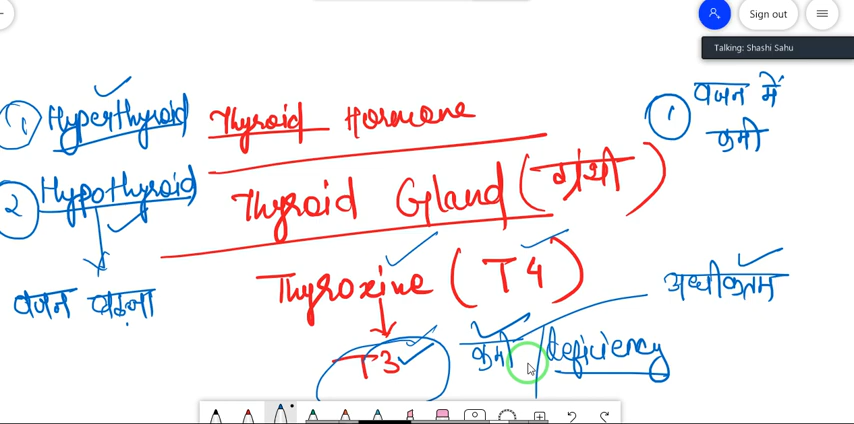 Sign out
Talking: Shashi Sahu
① Hyperthyroid
Thyroid Hormone
① वजन में
कमी
② Hypothyroid
Thyroid Gland (ग्रंथी)
वजन बढ़ना
Thyroxine (T4)
अधीकतम
T3
कमी / deficiency